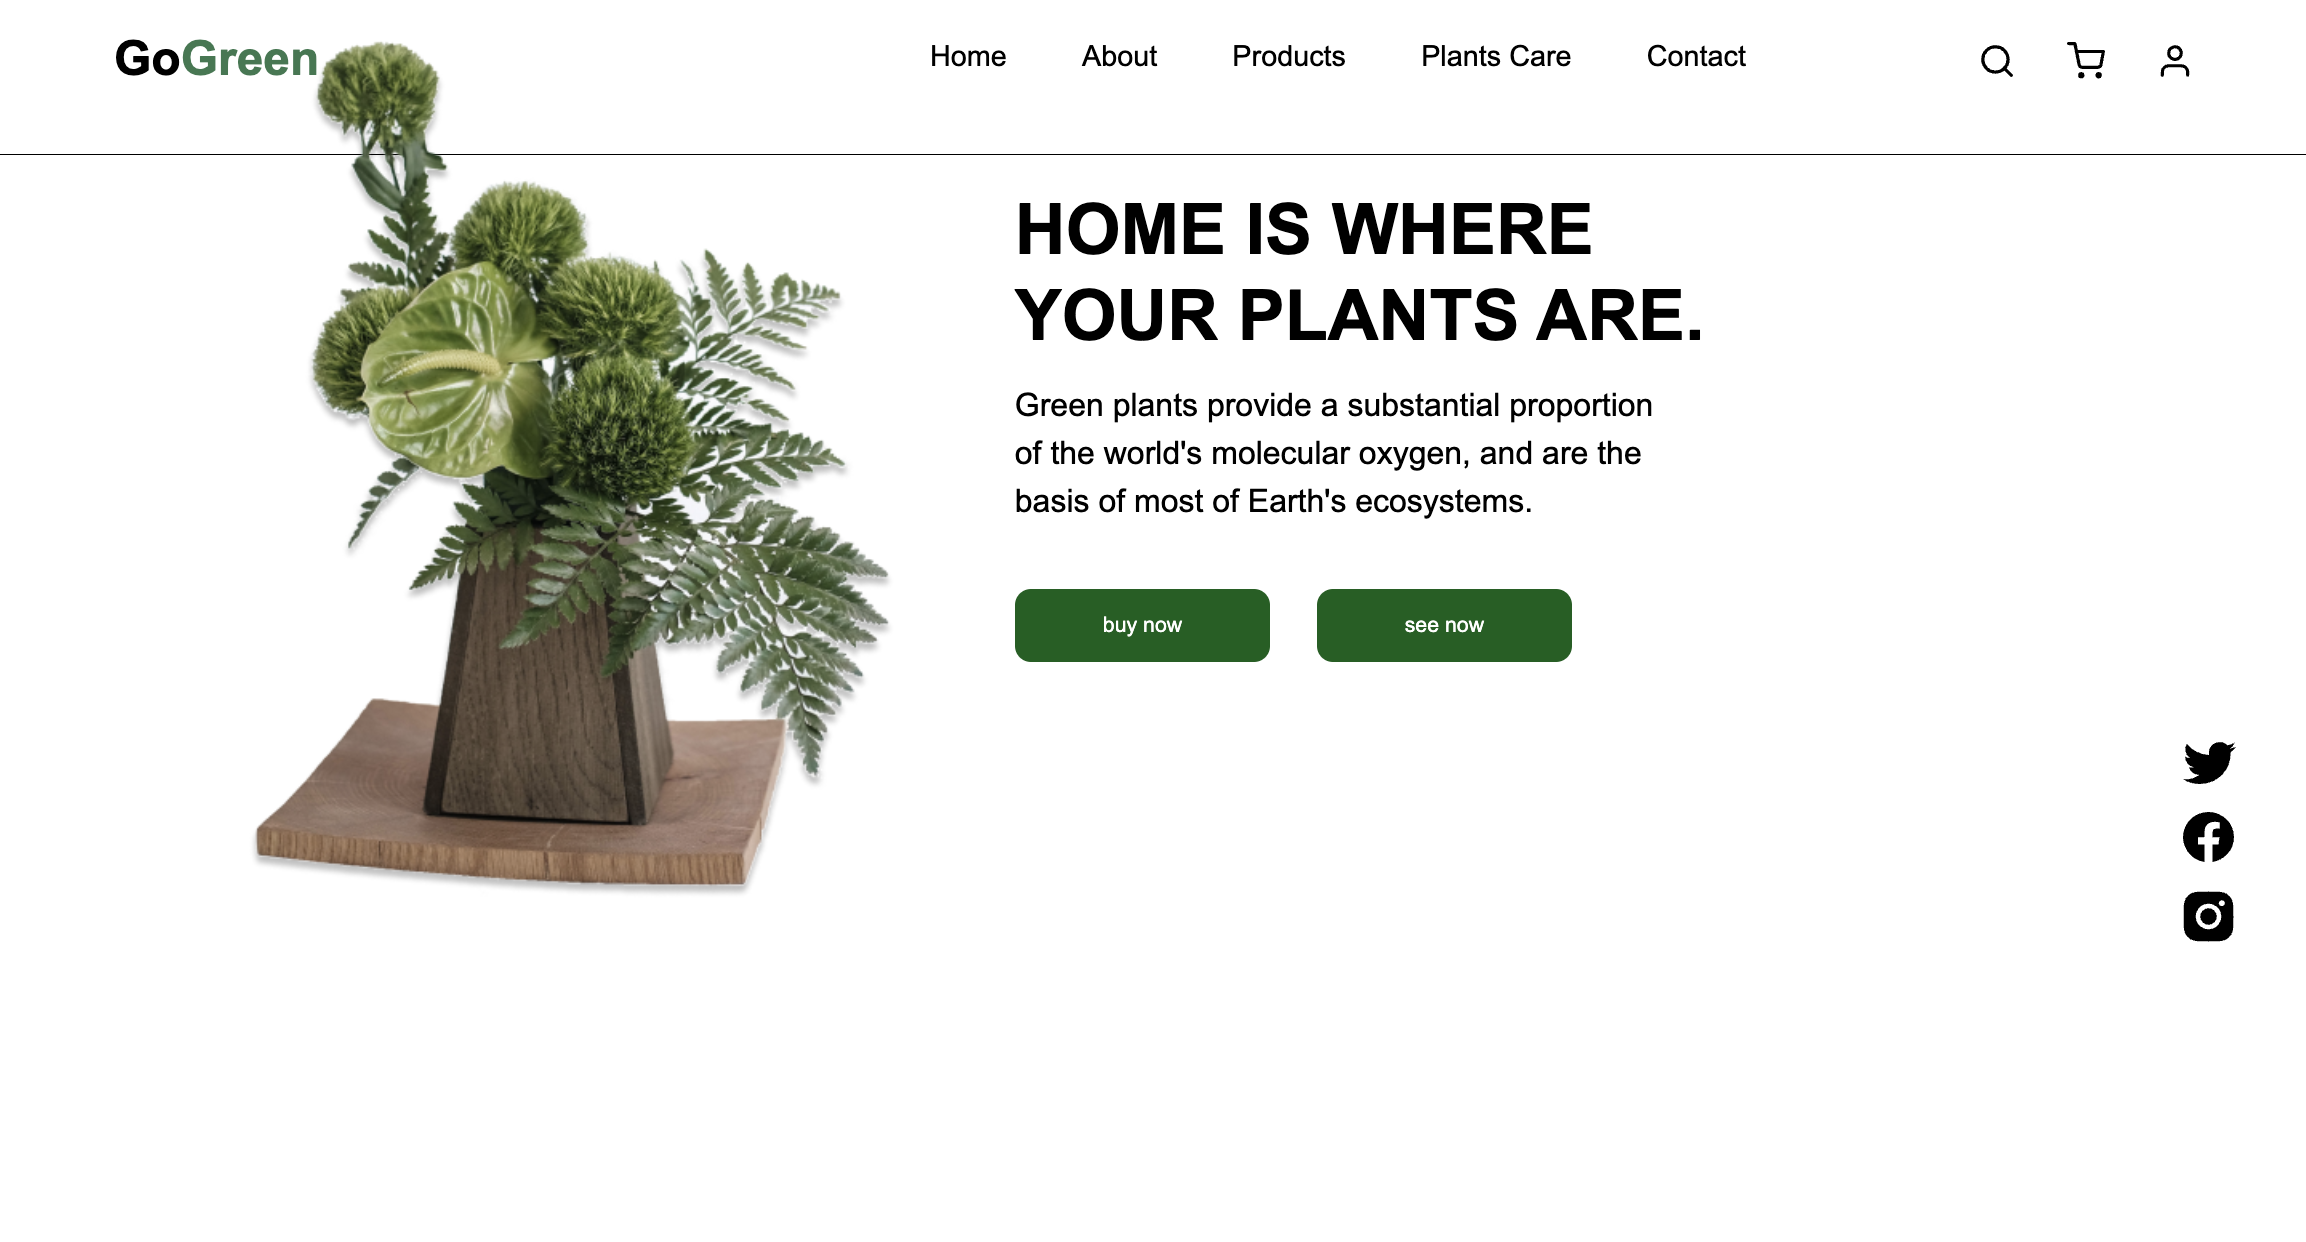 GoGreen
Home About Products Plants Care Contact
HOME IS WHERE
YOUR PLANTS ARE.
Green plants provide a substantial proportion
of the world's molecular oxygen, and are the
basis of most of Earth's ecosystems.
buy now see now